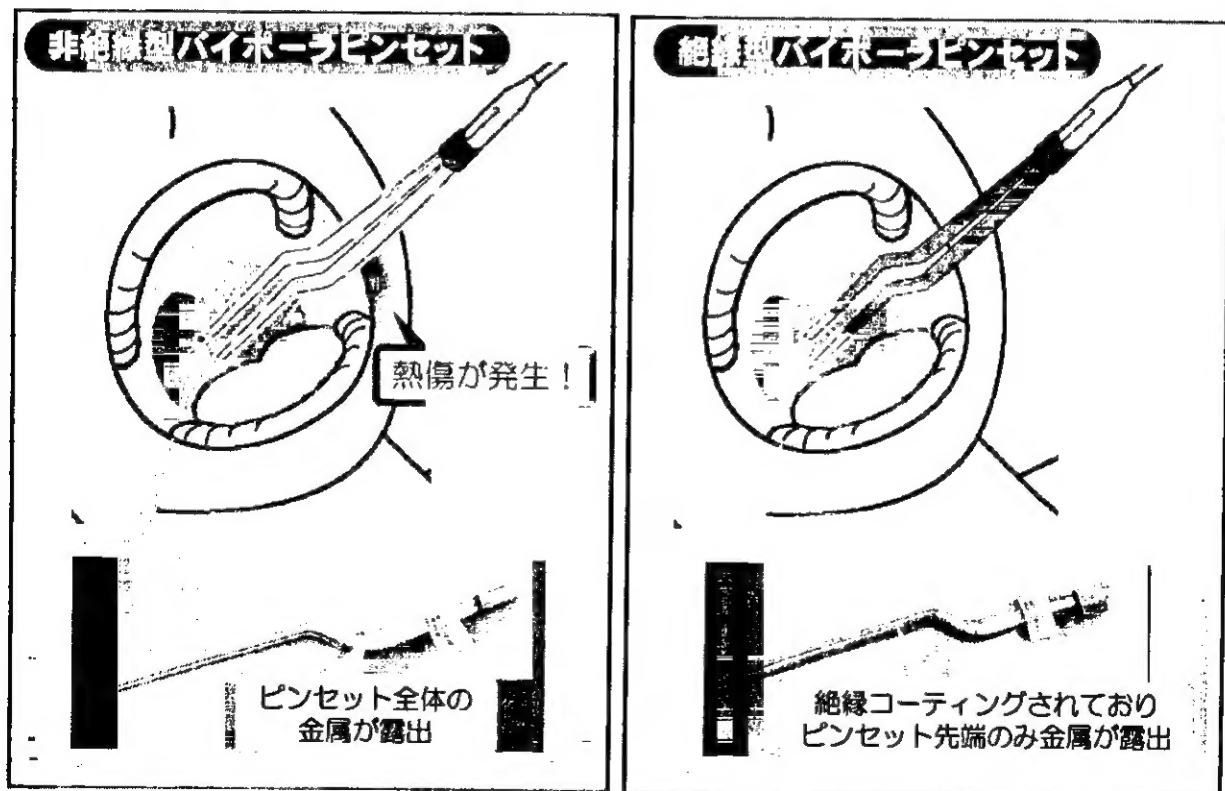 非絶縁型バイポーラピンセット
熱傷が発生！
ピンセット全体の
金属が露出
絶縁型バイポーラピンセット
絶縁コーティングされており
ピンセット先端のみ金属が露出